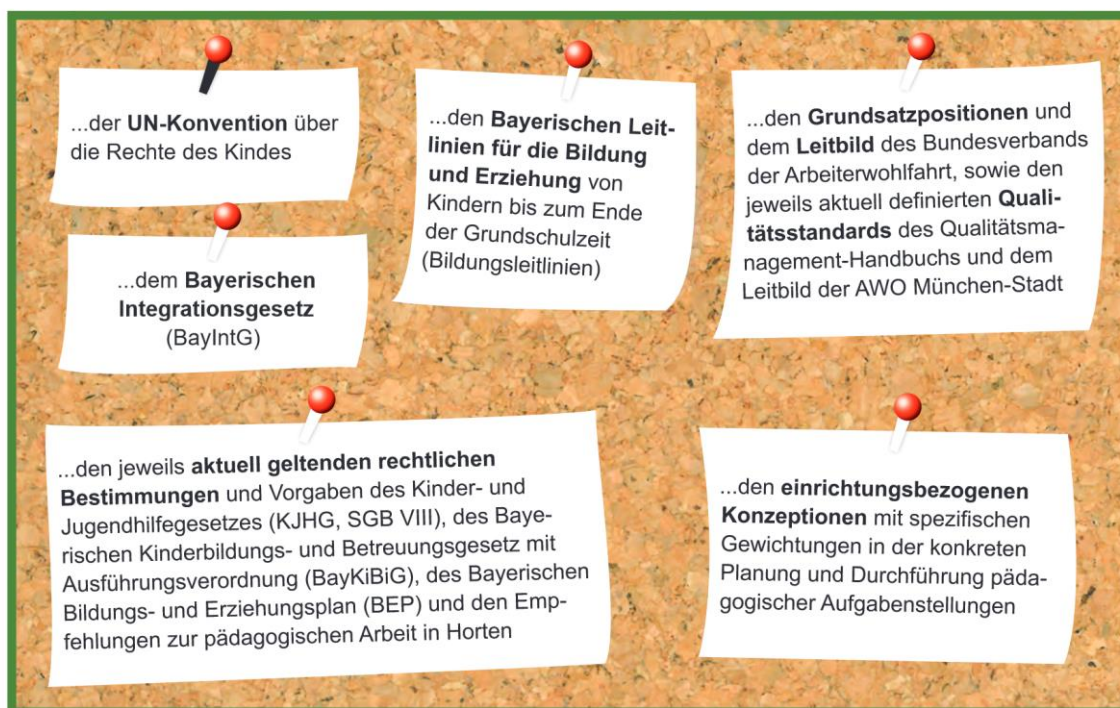 ...der UN-Konvention über
die Rechte des Kindes
...den Bayerischen Leit-
linien für die Bildung
und Erziehung von
Kindern bis zum Ende
der Grundschulzeit
(Bildungsleitlinien)
...den Grundsatzpositionen und
dem Leitbild des Bundesverbands
der Arbeiterwohlfahrt, sowie den
jeweils aktuell definierten Quali-
tätsstandards des Qualitätsma-
nagement-Handbuchs und dem
Leitbild der AWO München-Stadt
...dem Bayerischen
Integrationsgesetz
(BayIntG)
...den jeweils aktuell geltenden rechtlichen
Bestimmungen und Vorgaben des Kinder- und
Jugendhilfegesetzes (KJHG, SGB VIII), des Baye-
rischen Kinderbildungs- und Betreuungsgesetz mit
Ausführungsverordnung (BayKiBiG), des Bayerischen
Bildungs- und Erziehungsplan (BEP) und den Emp-
fehlungen zur pädagogischen Arbeit in Horten
...den einrichtungsbezogenen
Konzeptionen mit spezifischen
Gewichtungen in der konkreten
Planung und Durchführung päda-
gogischer Aufgabenstellungen